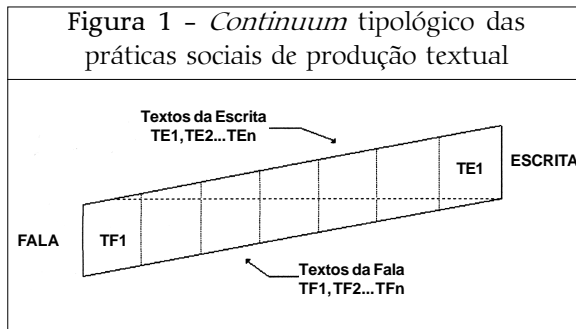 Figura 1 – Continuum tipológico das
práticas sociais de produção textual
Textos da Escrita
TE1,TE2...TEn
TE1
ESCRITA
FALA
TF1
Textos da Fala
TF1,TF2...TFn